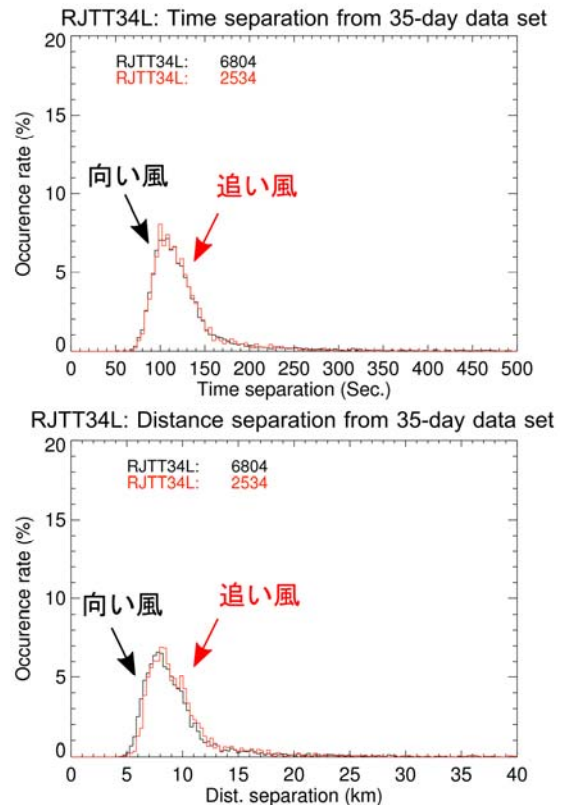 RJTT34L: Time separation from 35-day data set
20
RJTT34L: 6804
RJTT34L: 2534
15
向い風
追い風
10
5
0
Occurence rate (%)
0 50 100 150 200 250 300 350 400 450 500
Time separation (Sec.)
RJTT34L: Distance separation from 35-day data set
20
RJTT34L: 6804
RJTT34L: 2534
15
向い風
追い風
10
5
0
Occurence rate (%)
0 5 10 15 20 25 30 35 40
Dist. separation (km)